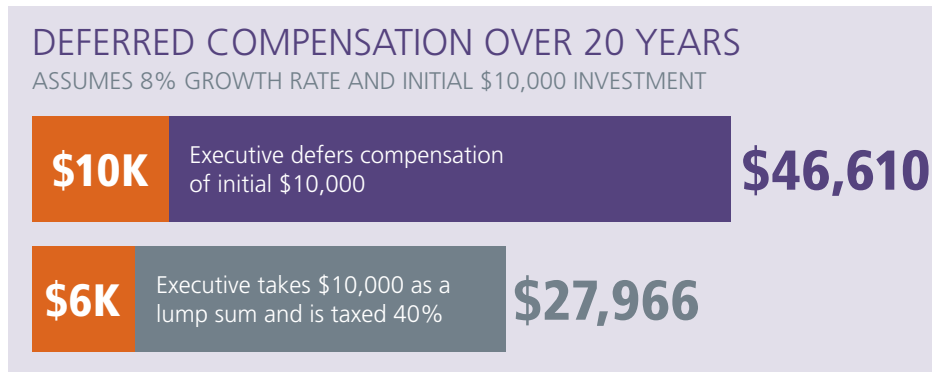 DEFERRED COMPENSATION OVER 20 YEARS
ASSUMES 8% GROWTH RATE AND INITIAL $10,000 INVESTMENT
$10K
Executive defers compensation
of initial $10,000
$46,610
$6K
Executive takes $10,000 as a
lump sum and is taxed 40%
$27,966